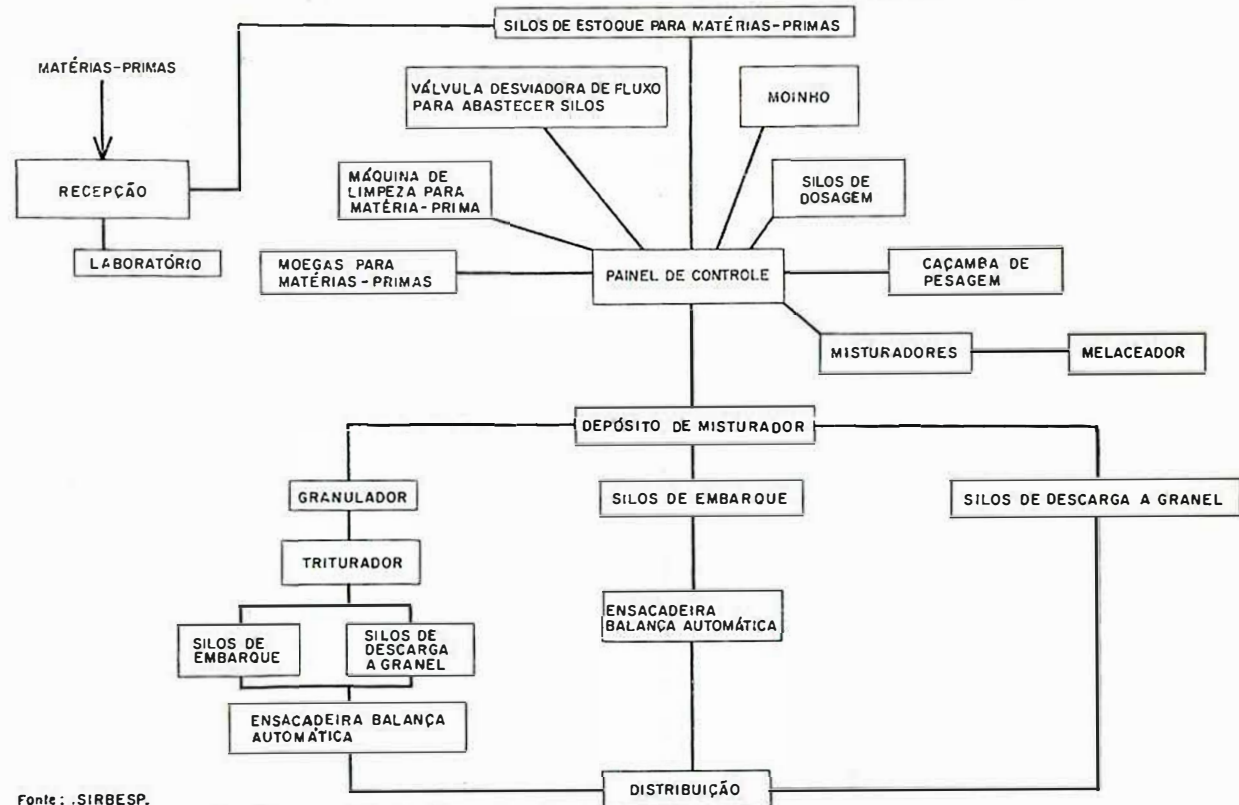 SILOS DE ESTOQUE PARA MATÉRIAS-PRIMAS
MATÉRIAS-PRIMAS
VÁLVULA DESVIADORA DE FLUXO
PARA ABASTECER SILOS
MOINHO
RECEPÇÃO
MÁQUINA DE
LIMPEZA PARA
MATÉRIA-PRIMA
SILOS DE
DOSAGEM
LABORATÓRIO
MOEGAS PARA
MATÉRIAS-PRIMAS
PAINEL DE CONTROLE
CAÇAMBA DE
PESAGEM
MISTURADORES
MELACEADOR
DEPÓSITO DE MISTURADOR
GRANULADOR
SILOS DE EMBARQUE
SILOS DE DESCARGA A GRANEL
TRITURADOR
ENSACADEIRA
BALANÇA AUTOMÁTICA
SILOS DE
EMBARQUE
SILOS DE
DESCARGA
A GRANEL
ENSACADEIRA BALANÇA
AUTOMÁTICA
DISTRIBUIÇÃO
Fonte: .SIRBESP.